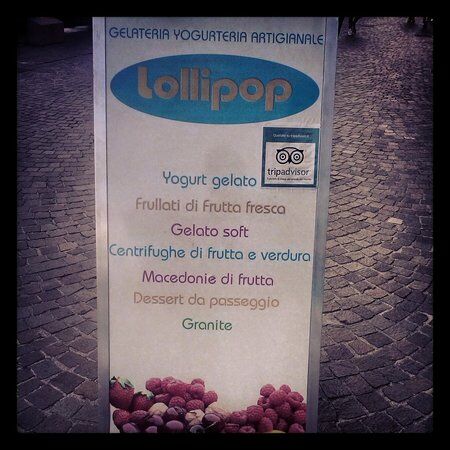 GELATERIA YOGURTERIA ARTIGIANALE
Lollipop
tripadvisor
Yogurt gelato
Frullati di Frutta fresca
Gelato soft
Centrifughe di frutta e verdura
Macedonie di frutta
Dessert da passeggio
Granite